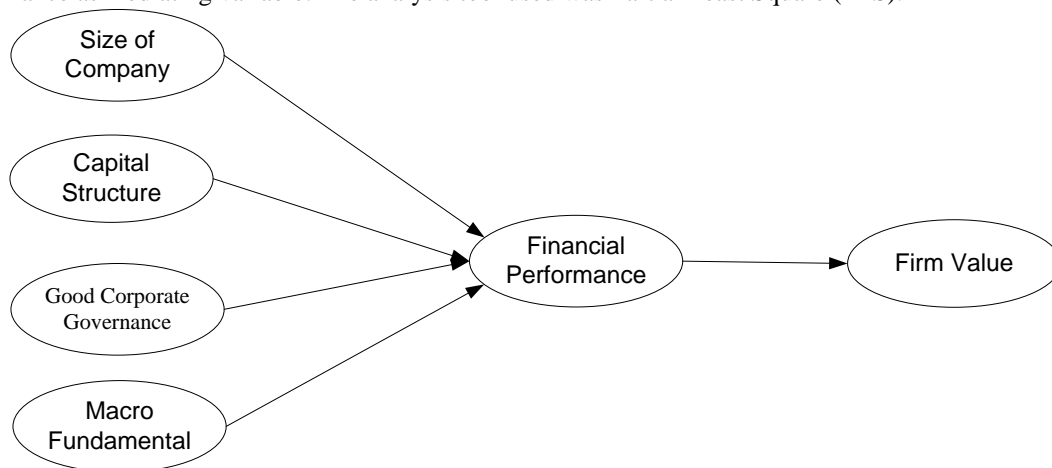 Size of
Company
Capital
Structure
Good Corporate
Governance
Macro
Fundamental
Financial
Performance
Firm Value